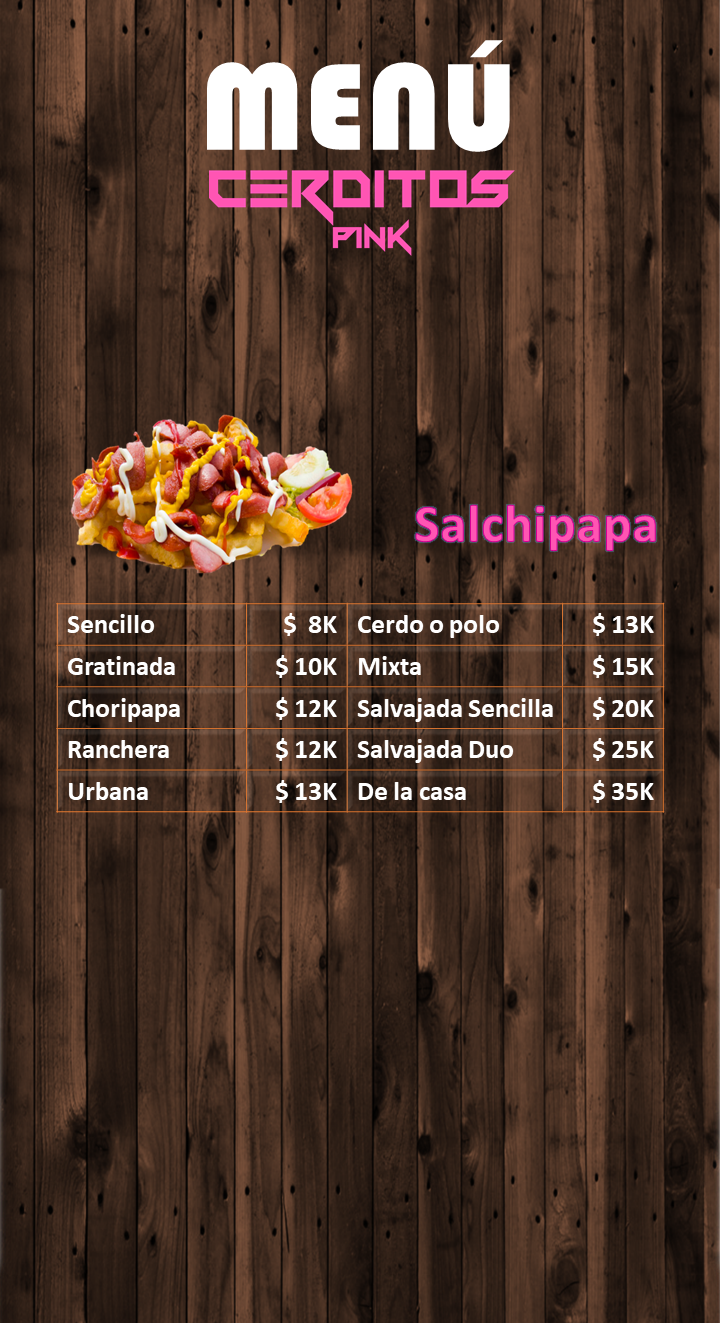 MENÚ
CERDITOS
PINK
Salchipapa
Sencillo $ 8K Cerdo o polo $ 13K
Gratinada $ 10K Mixta $ 15K
Choripapa $ 12K Salvajada Sencilla $ 20K
Ranchera $ 12K Salvajada Duo $ 25K
Urbana $ 13K De la casa $ 35K